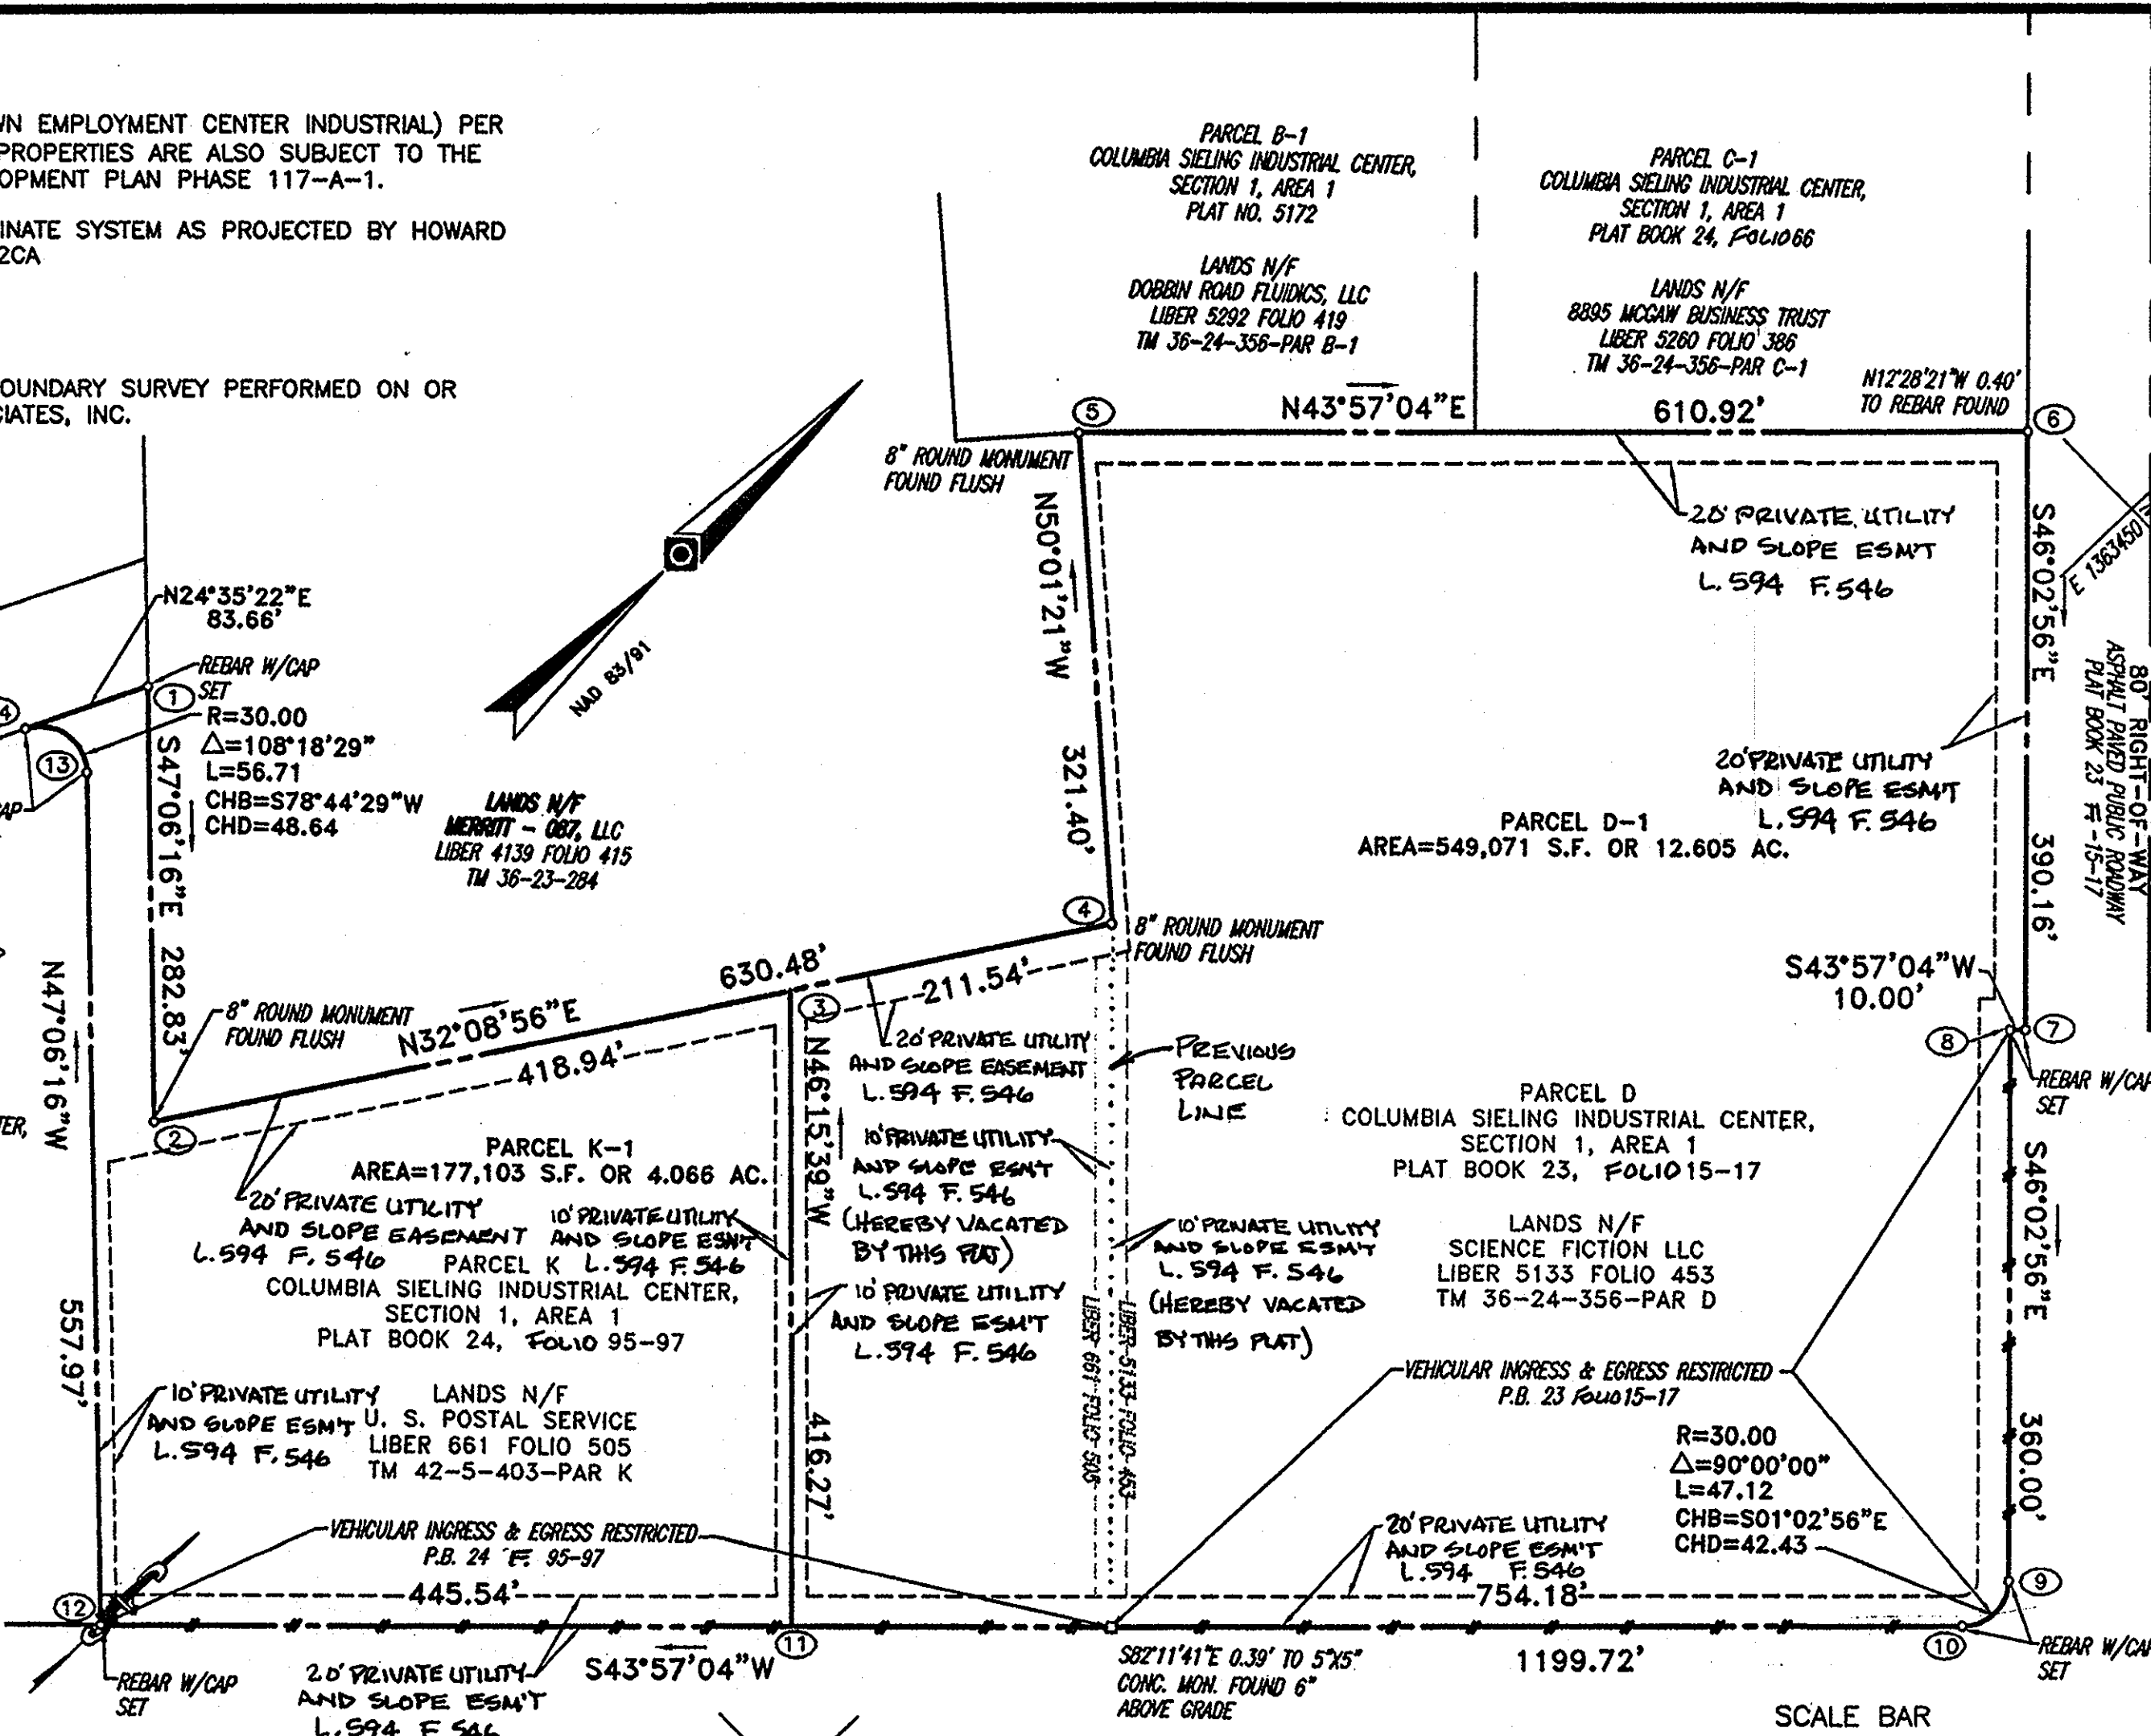 WN EMPLOYMENT CENTER INDUSTRIAL) PER
PROPERTIES ARE ALSO SUBJECT TO THE
OPMENT PLAN PHASE 117-A-1.
INATE SYSTEM AS PROJECTED BY HOWARD
2CA
OUNDARY SURVEY PERFORMED ON OR
CIATES, INC.
PARCEL B-1
COLUMBIA SIELING INDUSTRIAL CENTER,
SECTION 1, AREA 1
PLAT NO. 5172
LANDS N/F
DOBBIN ROAD FLUIDICS, LLC
LIBER 5292 FOLIO 419
TM 36-24-356-PAR B-1
PARCEL C-1
COLUMBIA SIELING INDUSTRIAL CENTER,
SECTION 1, AREA 1
PLAT BOOK 24, FOLIO 66
LANDS N/F
8895 MCGAW BUSINESS TRUST
LIBER 5260 FOLIO 386
TM 36-24-356-PAR C-1
N12°28'21"W 0.40'
TO REBAR FOUND
5
N43°57'04"E
610.92'
6
8" ROUND MONUMENT
FOUND FLUSH
N50°01'21"W
321.40'
20' PRIVATE UTILITY
AND SLOPE ESM'T
L. 594 F. 546
S46°02'56"E
390.16'
E 1363450
80' RIGHT-OF-WAY
ASPHALT PAVED PUBLIC ROADWAY
PLAT BOOK 23 F-15-17
NAD 83/91
N24°35'22"E
83.66'
REBAR W/CAP
SET
1
4
13
CAP
R=30.00
△=108°18'29"
L=56.71
CHB=S78°44'29"W
CHD=48.64
S47°06'16"E
282.83'
LANDS N/F
MERRITT - 087, LLC
LIBER 4139 FOLIO 415
TM 36-23-284
20' PRIVATE UTILITY
AND SLOPE ESM'T
L. 594 F. 546
PARCEL D-1
AREA=549,071 S.F. OR 12.605 AC.
4
8" ROUND MONUMENT
FOUND FLUSH
630.48'
211.54'
S43°57'04"W
10.00'
8
7
REBAR W/CAP
SET
N47°06'16"W
557.97'
TER,
8" ROUND MONUMENT
FOUND FLUSH
N32°08'56"E
418.94'
3
2
20' PRIVATE UTILITY
AND SLOPE EASEMENT
L. 594 F. 546
PREVIOUS
PARCEL
LINE
N46°15'39"W
416.27'
PARCEL K-1
AREA=177,103 S.F. OR 4.066 AC.
20' PRIVATE UTILITY
AND SLOPE EASEMENT
L. 594 F. 546
10' PRIVATE UTILITY
AND SLOPE ESM'T
L. 594 F. 546
PARCEL K
COLUMBIA SIELING INDUSTRIAL CENTER,
SECTION 1, AREA 1
PLAT BOOK 24, FOLIO 95-97
10' PRIVATE UTILITY
AND SLOPE ESM'T
L. 594 F. 546
(HEREBY VACATED
BY THIS PLAT)
10' PRIVATE UTILITY
AND SLOPE ESM'T
L. 594 F. 546
10' PRIVATE UTILITY
AND SLOPE ESM'T
L. 594 F. 546
(HEREBY VACATED
BY THIS PLAT)
LIBER 661 FOLIO 505
LIBER 5133 FOLIO 453
PARCEL D
COLUMBIA SIELING INDUSTRIAL CENTER,
SECTION 1, AREA 1
PLAT BOOK 23, FOLIO 15-17
LANDS N/F
SCIENCE FICTION LLC
LIBER 5133 FOLIO 453
TM 36-24-356-PAR D
S46°02'56"E
360.00'
VEHICULAR INGRESS & EGRESS RESTRICTED
P.B. 23 FOLIO 15-17
10' PRIVATE UTILITY
AND SLOPE ESM'T
L. 594 F. 546
LANDS N/F
U. S. POSTAL SERVICE
LIBER 661 FOLIO 505
TM 42-5-403-PAR K
VEHICULAR INGRESS & EGRESS RESTRICTED
P.B. 24 F. 95-97
R=30.00
△=90°00'00"
L=47.12
CHB=S01°02'56"E
CHD=42.43
20' PRIVATE UTILITY
AND SLOPE ESM'T
L. 594 F. 546
12
445.54'
754.18'
9
11
10
REBAR W/CAP
SET
20' PRIVATE UTILITY
AND SLOPE ESM'T
L. 594 F 546
S43°57'04"W
S82°11'41"E 0.39' TO 5"X5"
CONC. MON. FOUND 6"
ABOVE GRADE
1199.72'
REBAR W/CAP
SET
SCALE BAR